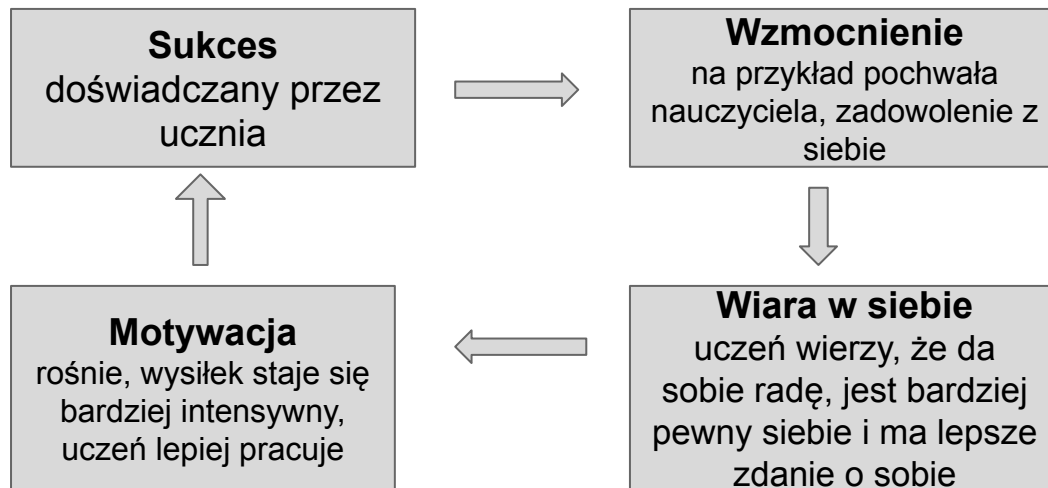 Sukces
doświadczany przez
ucznia
Wzmocnienie
na przykład pochwała
nauczyciela, zadowolenie z
siebie
Wiara w siebie
uczeń wierzy, że da
sobie radę, jest bardziej
pewny siebie i ma lepsze
zdanie o sobie
Motywacja
rośnie, wysiłek staje się
bardziej intensywny,
uczeń lepiej pracuje